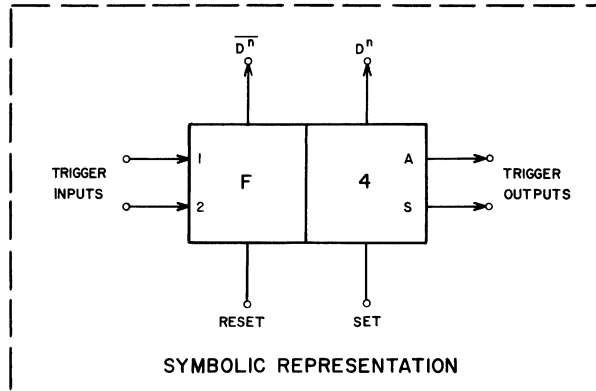 D̅ⁿ̅ Dⁿ
1 A
TRIGGER INPUTS F 4 TRIGGER OUTPUTS
2 S
RESET SET
SYMBOLIC REPRESENTATION